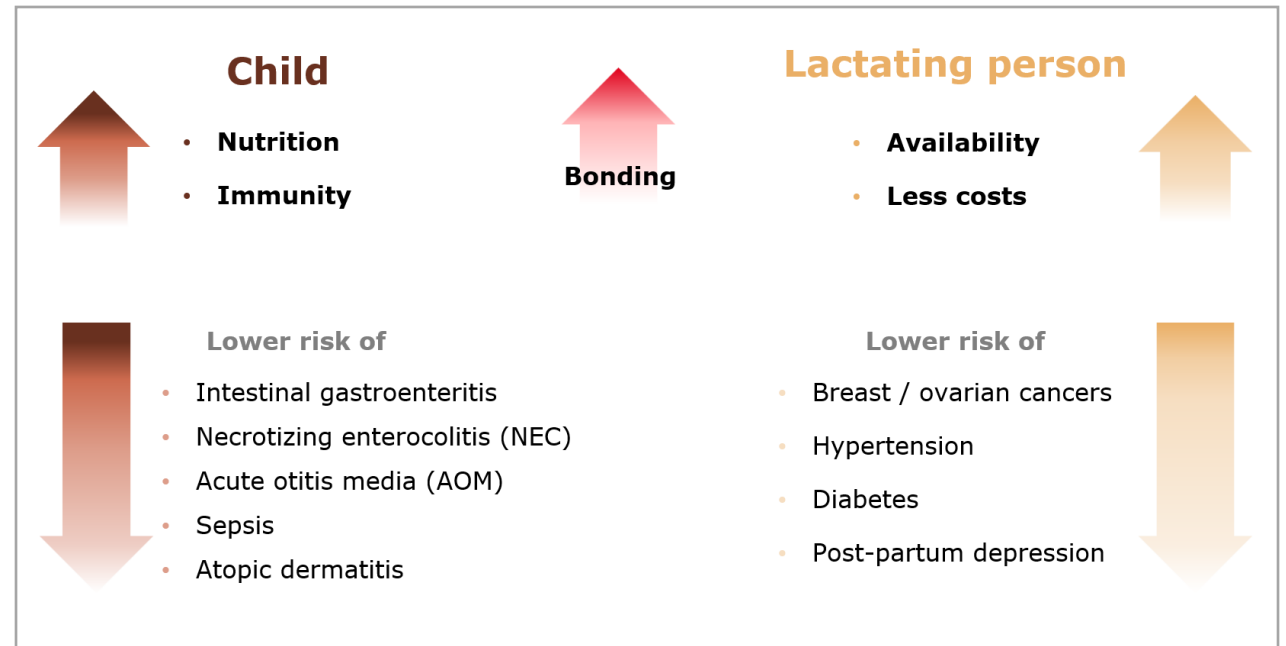 Child
• Nutrition
• Immunity
Bonding
Lactating person
• Availability
• Less costs
Lower risk of
• Intestinal gastroenteritis
• Necrotizing enterocolitis (NEC)
• Acute otitis media (AOM)
• Sepsis
• Atopic dermatitis
Lower risk of
• Breast / ovarian cancers
• Hypertension
• Diabetes
• Post-partum depression